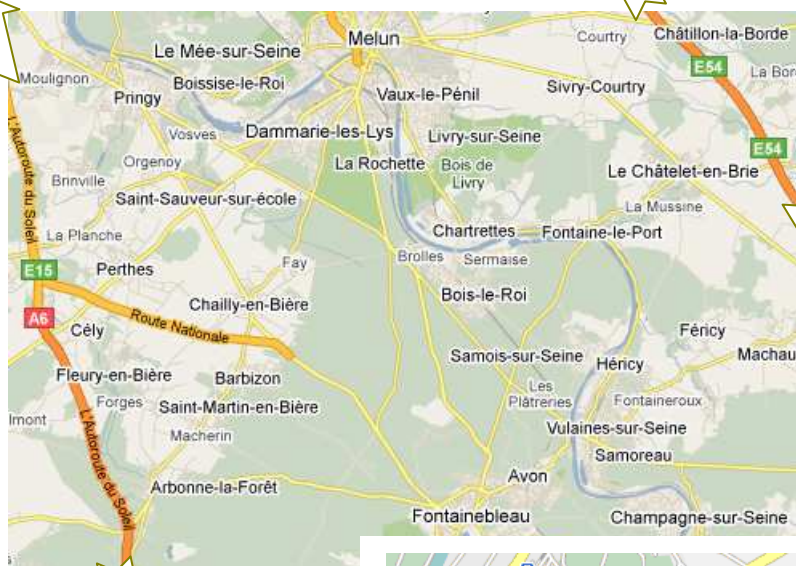 Châtillon-la-Borde
Courtry
Melun
Le Mée-sur-Seine
E54
Moulignon
Boissise-le-Roi
Sivry-Courtry
Pringy
Vaux-le-Pénil
Vosves
Dammarie-les-Lys
Livry-sur-Seine
E54
L'Autoroute du Soleil
Orgenoy
La Rochette
Bois de
Livry
Le Châtelet-en-Brie
Brinville
Saint-Sauveur-sur-école
La Mussine
La Planche
Chartrettes
Fontaine-le-Port
Brolles
Sermaise
E15
Perthes
Fay
Bois-le-Roi
Chailly-en-Bière
A6
Cély
Route Nationale
Féricy
Samois-sur-Seine
Héricy
Machau
Fleury-en-Bière
Barbizon
Les
Plâtreries
Fontaineroux
Forges
Saint-Martin-en-Bière
lmont
Macherin
Vulaines-sur-Seine
Samoreau
L'Autoroute du Soleil
Avon
Arbonne-la-Forêt
Fontainebleau
Champagne-sur-Seine